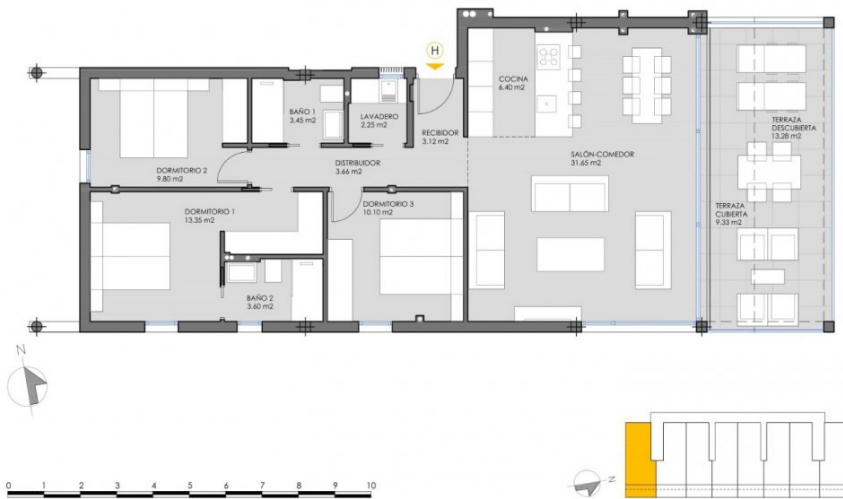 H
COCINA
6.40 m2
BAÑO 1
3.45 m2
LAVADERO
2.25 m2
RECIBIDOR
3.12 m2
TERRAZA
DESCUBIERTA
13.28 m2
DORMITORIO 2
9.80 m2
DISTRIBUIDOR
3.66 m2
SALÓN-COMEDOR
31.65 m2
DORMITORIO 1
13.35 m2
DORMITORIO 3
10.10 m2
TERRAZA
CUBIERTA
9.33 m2
BAÑO 2
3.60 m2
N
N
0 1 2 3 4 5 6 7 8 9 10